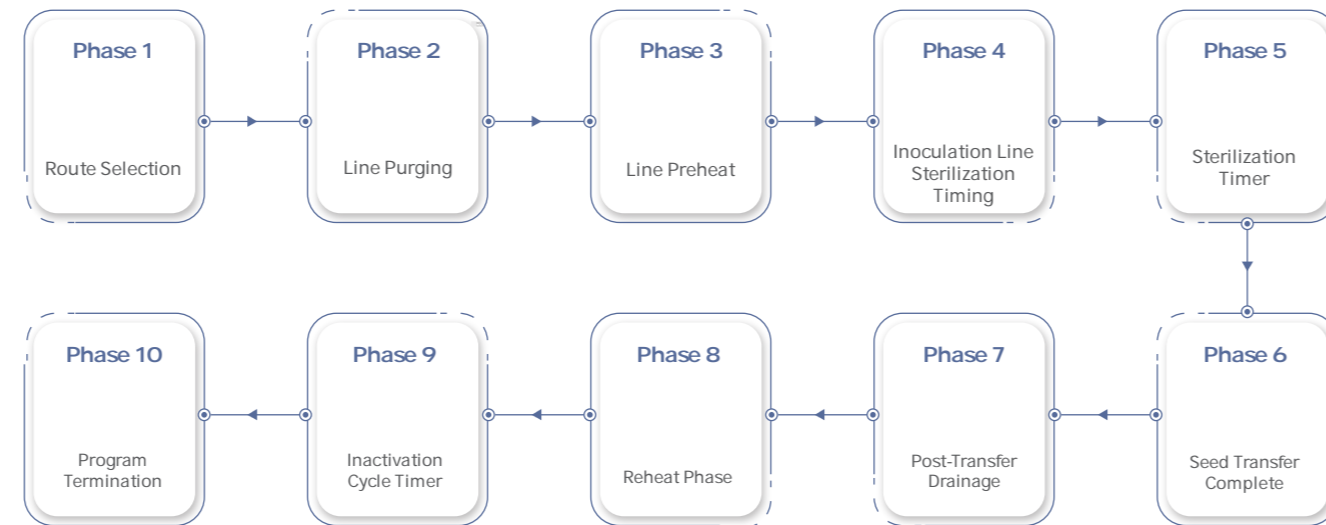 Phase 1
Route Selection
Phase 2
Line Purging
Phase 3
Line Preheat
Phase 4
Inoculation Line
Sterilization
Timing
Phase 5
Sterilization
Timer
Phase 6
Seed Transfer
Complete
Phase 7
Post-Transfer
Drainage
Phase 8
Reheat Phase
Phase 9
Inactivation
Cycle Timer
Phase 10
Program
Termination